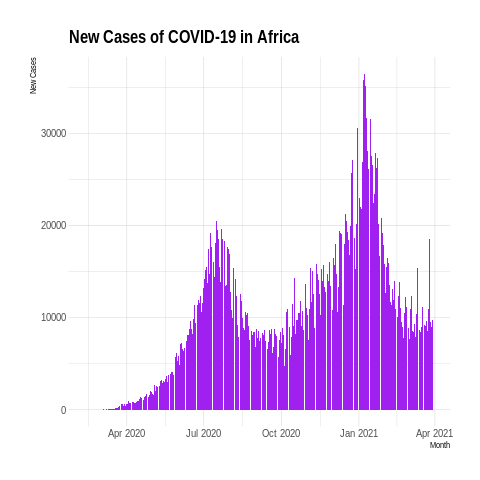 New Cases of COVID-19 in Africa
New Cases
30000
20000
10000
0
Apr 2020
Jul 2020
Oct 2020
Jan 2021
Apr 2021
Month